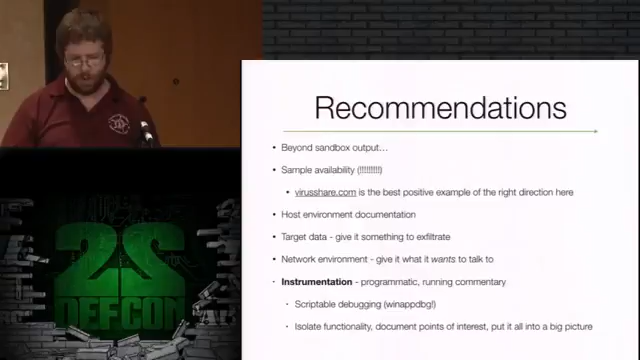 Recommendations
• Beyond sandbox output…
• Sample availability (!!!!!!!!!)
• virusshare.com is the best positive example of the right direction here
• Host environment documentation
• Target data - give it something to exfiltrate
• Network environment - give it what it wants to talk to
• Instrumentation - programmatic, running commentary
• Scriptable debugging (winappdbg!)
• Isolate functionality, document points of interest, put it all into a big picture
25
DEFCON